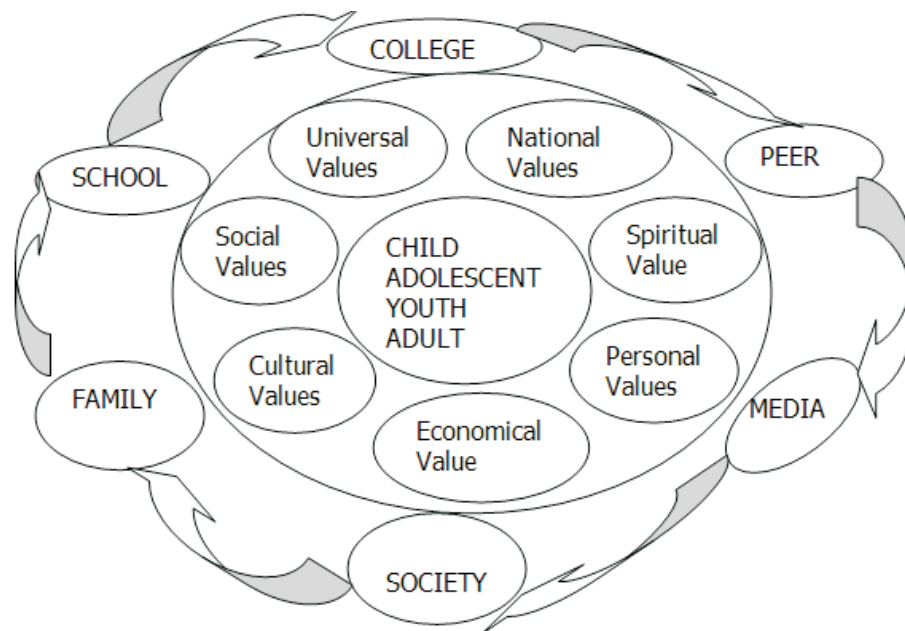 COLLEGE
Universal
Values
National
Values
PEER
SCHOOL
Social
Values
CHILD
ADOLESCENT
YOUTH
ADULT
Spiritual
Value
Cultural
Values
Personal
Values
FAMILY
MEDIA
Economical
Value
SOCIETY